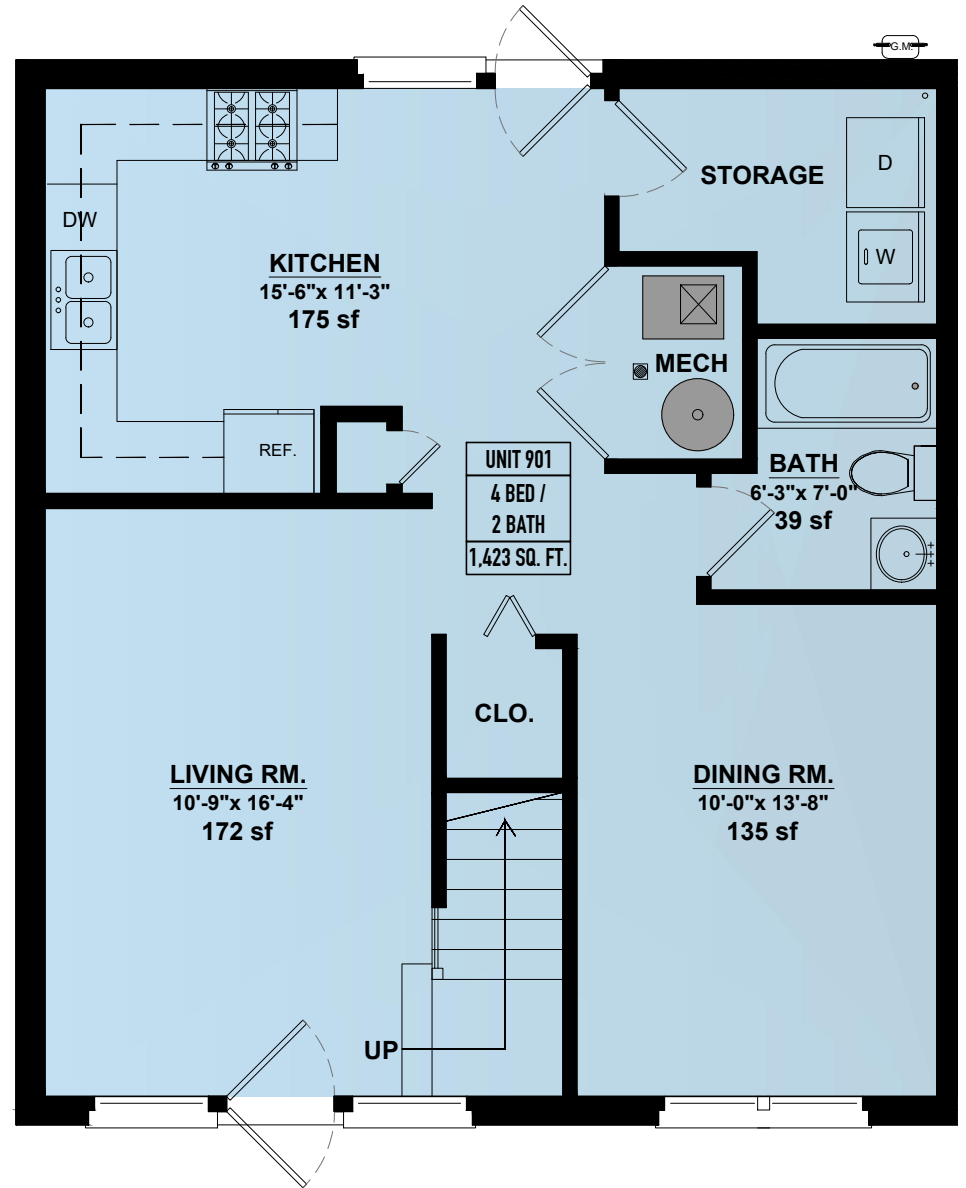 G.M.
D
STORAGE
DW
W
KITCHEN
15'-6"x 11'-3"
175 sf
MECH
REF.
UNIT 901
4 BED /
2 BATH
1,423 SQ. FT.
BATH
6'-3"x 7'-0"
39 sf
CLO.
LIVING RM.
10'-9"x 16'-4"
172 sf
DINING RM.
10'-0"x 13'-8"
135 sf
UP